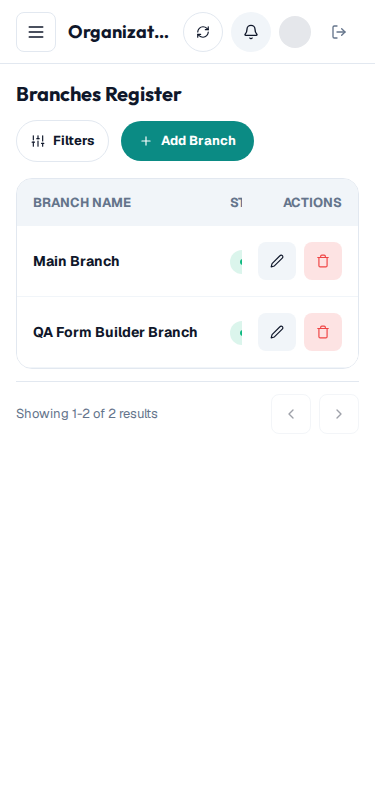 Organizat...
Branches Register
Filters
Add Branch
BRANCH NAME ACTIONS
Main Branch
QA Form Builder Branch
Showing 1-2 of 2 results